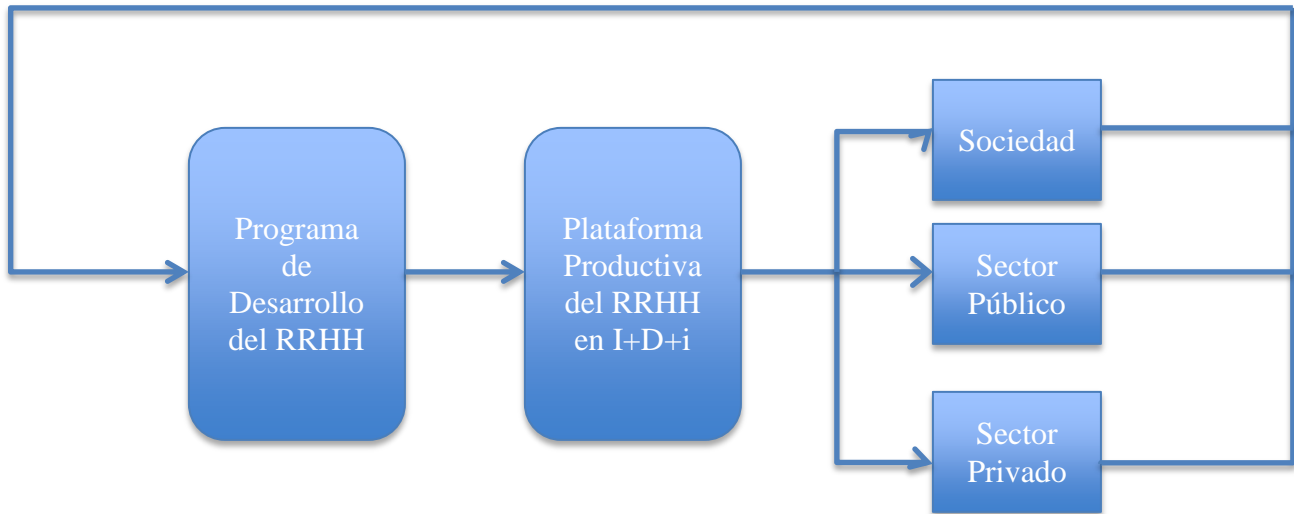 Programa
de
Desarrollo
del RRHH
Plataforma
Productiva
del RRHH
en I+D+i
Sociedad
Sector
Público
Sector
Privado